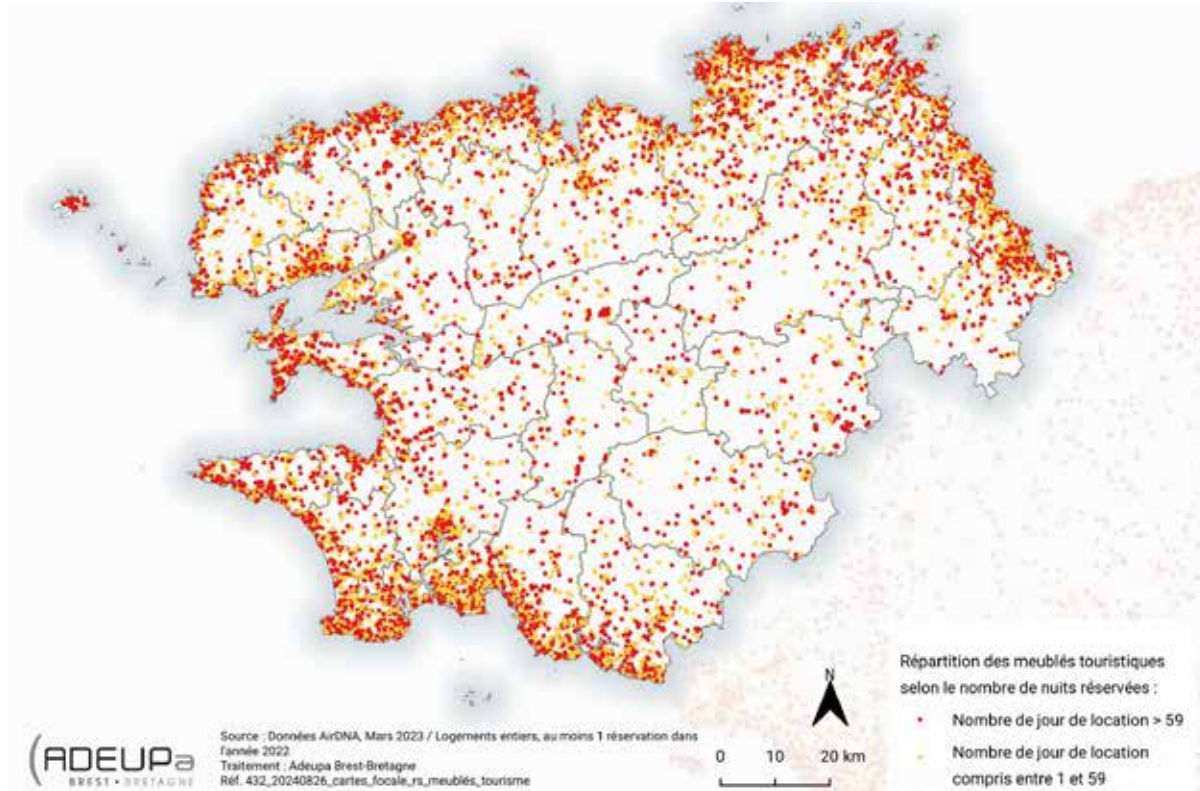 N
Répartition des meublés touristiques
selon le nombre de nuits réservées :
Nombre de jour de location > 59
Nombre de jour de location
compris entre 1 et 59
0 10 20 km
ADEUPa
BREST • BRETAGNE
Source : Données AirDNA, Mars 2023 / Logements entiers, au moins 1 réservation dans
l'année 2022
Traitement : Adeupa Brest-Bretagne
Réf. 432_20240826_cartes_focale_rs_meublés_tourisme